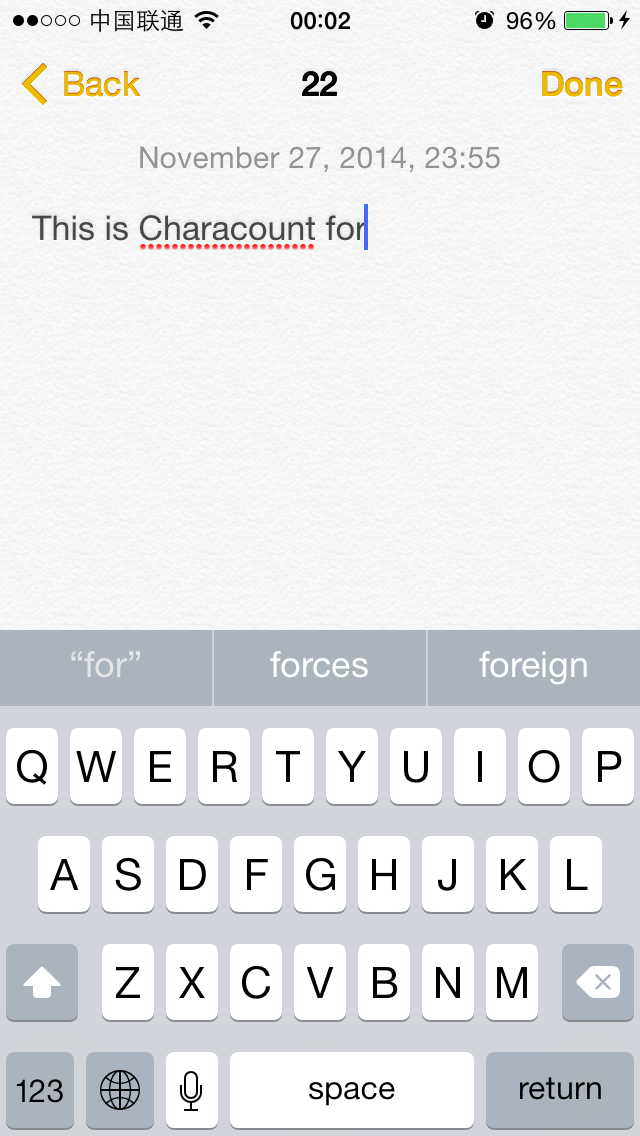 中国联通 00:02 96%
Back 22 Done
November 27, 2014, 23:55
This is Characount for
“for” forces foreign
Q W E R T Y U I O P
A S D F G H J K L
Z X C V B N M
123 space return